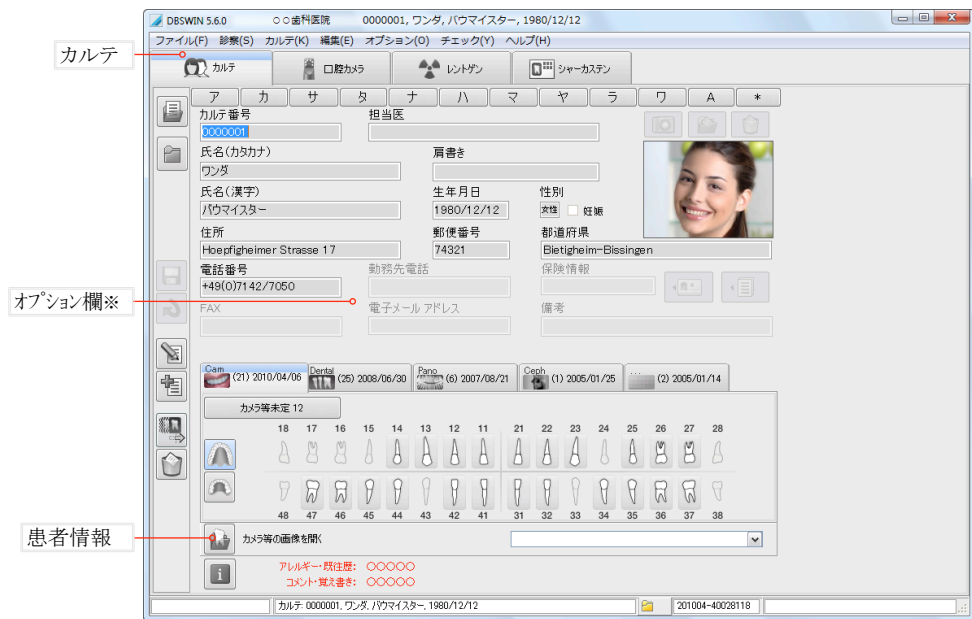 DBSWIN 5.6.0 ○○歯科医院 0000001, ワンダ, パウマイスター, 1980/12/12
ファイル(F) 診察(S) カルテ(K) 編集(E) オプション(O) チェック(Y) ヘルプ(H)
カルテ
カルテ 口腔カメラ レントゲン シャーカステン
ア カ サ タ ナ ハ マ ヤ ラ ワ A *
カルテ番号 担当医
0000001
氏名(カタカナ) 肩書き
ワンダ
氏名(漢字) 生年月日 性別
パウマイスター 1980/12/12 女性 妊娠
住所 郵便番号 都道府県
Hoepfigheimer Strasse 17 74321 Bietigheim-Bissingen
電話番号 勤務先電話 保険情報
+49(0)7142/7050
オプション欄※
FAX 電子メール アドレス 備考
Cam (21) 2010/04/06 Dental (25) 2008/06/30 Pano (6) 2007/08/21 Ceph (1) 2005/01/25 ... (2) 2005/01/14
カメラ等未定 12
18 17 16 15 14 13 12 11 21 22 23 24 25 26 27 28
48 47 46 45 44 43 42 41 31 32 33 34 35 36 37 38
患者情報
カメラ等の画像を開く
アレルギー・既往歴: ○○○○○
コメント・覚え書き: ○○○○○
カルテ: 0000001, ワンダ, パウマイスター, 1980/12/12 201004-40028118